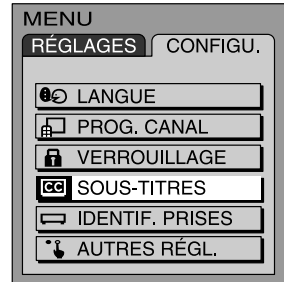 MENU
RÉGLAGES CONFIGU.
LANGUE
PROG. CANAL
VERROUILLAGE
CC SOUS-TITRES
IDENTIF. PRISES
AUTRES RÉGL.